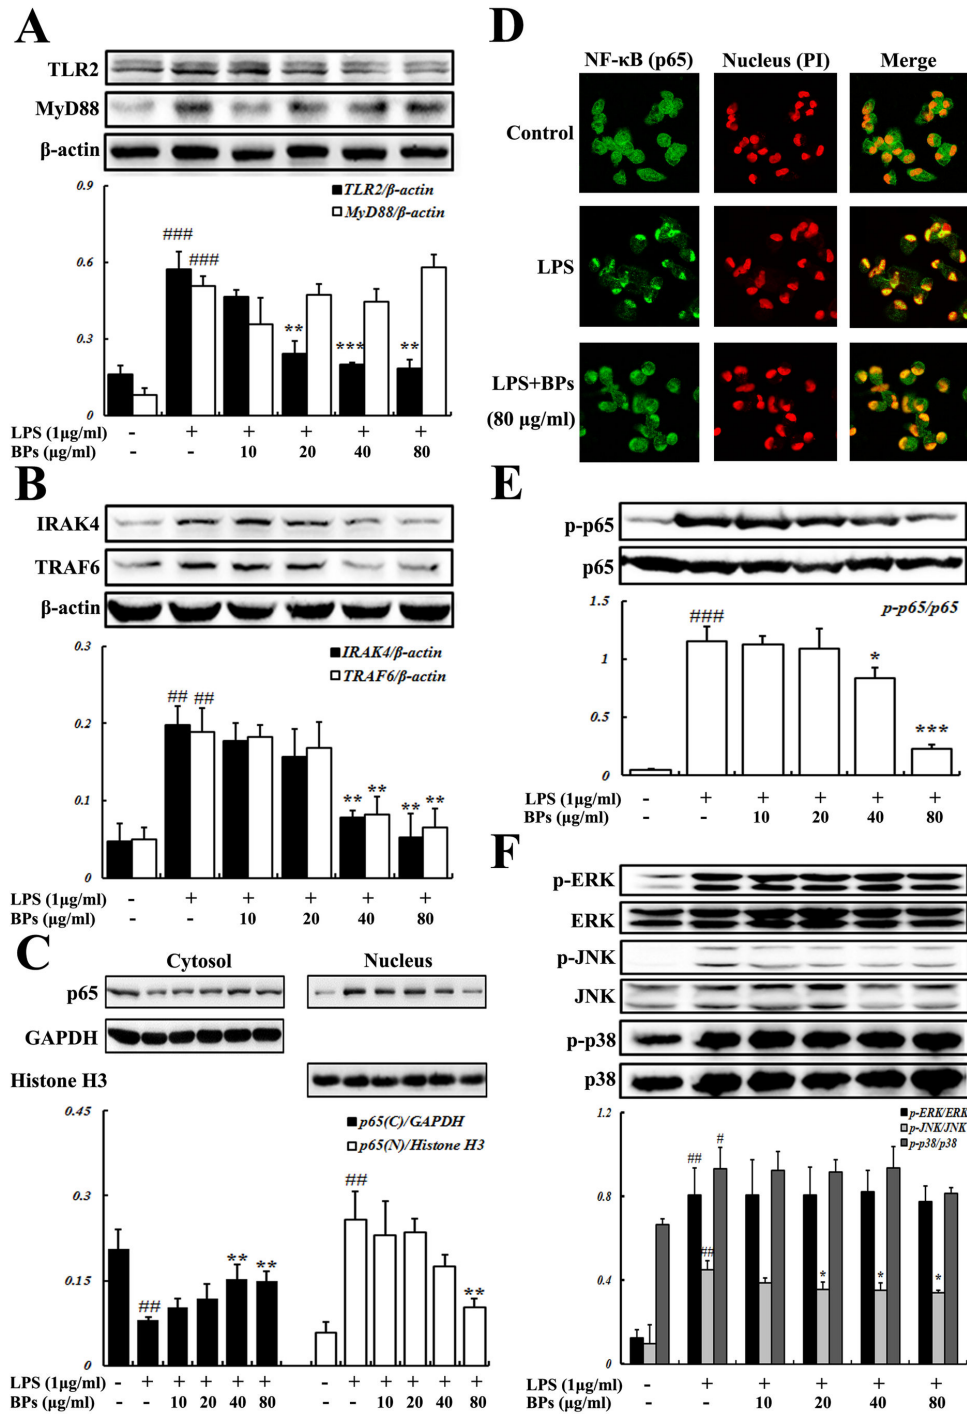 A
TLR2
MyD88
β-actin
0.9
0.6
0.3
0
TLR2/β-actin
MyD88/β-actin
### ### ** *** **
LPS (1μg/ml) - + + + + +
BPs (μg/ml) - - 10 20 40 80
B
IRAK4
TRAF6
β-actin
0.3
0.2
0.1
0
IRAK4/β-actin
TRAF6/β-actin
## ## ** ** ** **
LPS (1μg/ml) - + + + + +
BPs (μg/ml) - - 10 20 40 80
C
Cytosol Nucleus
p65
GAPDH
Histone H3
0.45
0.3
0.15
0
p65(C)/GAPDH
p65(N)/Histone H3
## ** ** ## **
LPS (1μg/ml) - + + + + + - + + + + +
BPs (μg/ml) - - 10 20 40 80 - - 10 20 40 80
D
NF-κB (p65) Nucleus (PI) Merge
Control
LPS
LPS+BPs
(80 μg/ml)
E
p-p65
p65
1.5
1
0.5
0
p-p65/p65
### * ***
LPS (1μg/ml) - + + + + +
BPs (μg/ml) - - 10 20 40 80
F
p-ERK
ERK
p-JNK
JNK
p-p38
p38
1.2
0.8
0.4
0
p-ERK/ERK
p-JNK/JNK
p-p38/p38
## ## # * * *
LPS (1μg/ml) - + + + + +
BPs (μg/ml) - - 10 20 40 80